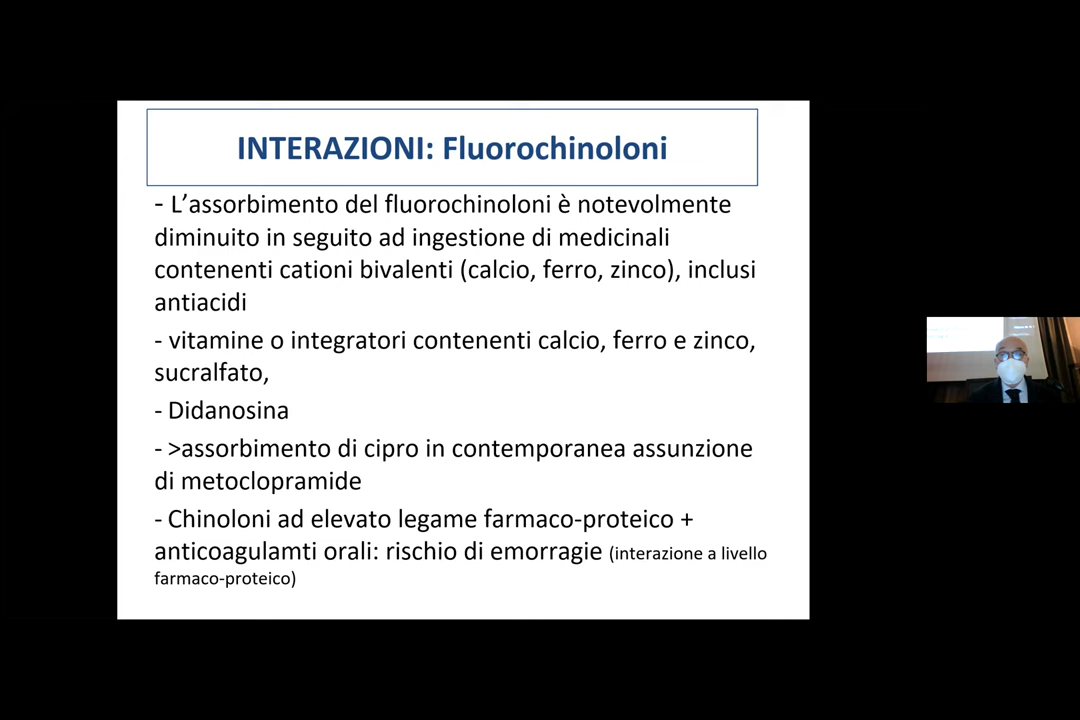 INTERAZIONI: Fluorochinoloni
- L’assorbimento del fluorochinoloni è notevolmente
diminuito in seguito ad ingestione di medicinali
contenenti cationi bivalenti (calcio, ferro, zinco), inclusi
antiacidi
- vitamine o integratori contenenti calcio, ferro e zinco,
sucralfato,
- Didanosina
- >assorbimento di cipro in contemporanea assunzione
di metoclopramide
- Chinoloni ad elevato legame farmaco-proteico +
anticoagulamti orali: rischio di emorragie (interazione a livello
farmaco-proteico)